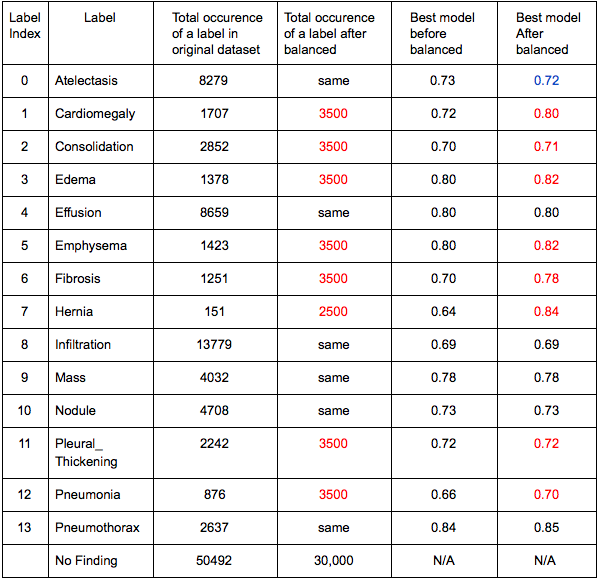 Label Index | Label | Total occurence of a label in original dataset | Total occurence of a label after balanced | Best model before balanced | Best model After balanced
0 | Atelectasis | 8279 | same | 0.73 | 0.72
1 | Cardiomegaly | 1707 | 3500 | 0.72 | 0.80
2 | Consolidation | 2852 | 3500 | 0.70 | 0.71
3 | Edema | 1378 | 3500 | 0.80 | 0.82
4 | Effusion | 8659 | same | 0.80 | 0.80
5 | Emphysema | 1423 | 3500 | 0.80 | 0.82
6 | Fibrosis | 1251 | 3500 | 0.70 | 0.78
7 | Hernia | 151 | 2500 | 0.64 | 0.84
8 | Infiltration | 13779 | same | 0.69 | 0.69
9 | Mass | 4032 | same | 0.78 | 0.78
10 | Nodule | 4708 | same | 0.73 | 0.73
11 | Pleural_ Thickening | 2242 | 3500 | 0.72 | 0.72
12 | Pneumonia | 876 | 3500 | 0.66 | 0.70
13 | Pneumothorax | 2637 | same | 0.84 | 0.85
No Finding | 50492 | 30,000 | N/A | N/A